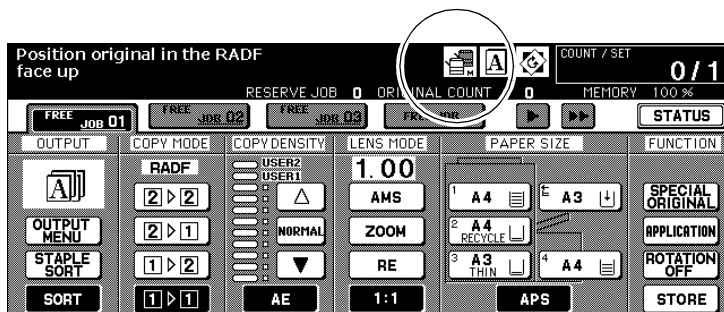 Position original in the RADF
face up
M
A
COUNT / SET
0/1
RESERVE JOB 0 ORIGINAL COUNT 0 MEMORY 100 %
FREE JOB 01
FREE JOB 02
FREE JOB 03
FREE JOB
STATUS
OUTPUT
COPY MODE
COPY DENSITY
LENS MODE
PAPER SIZE
FUNCTION
A
OUTPUT
MENU
STAPLE
SORT
SORT
RADF
2▷2
2▷1
1▷2
1▷1
USER2
USER1
NORMAL
AE
1.00
AMS
ZOOM
RE
1:1
1 A4
A3
2 A4
RECYCLE
3 A3
THIN
4 A4
APS
SPECIAL
ORIGINAL
APPLICATION
ROTATION
OFF
STORE